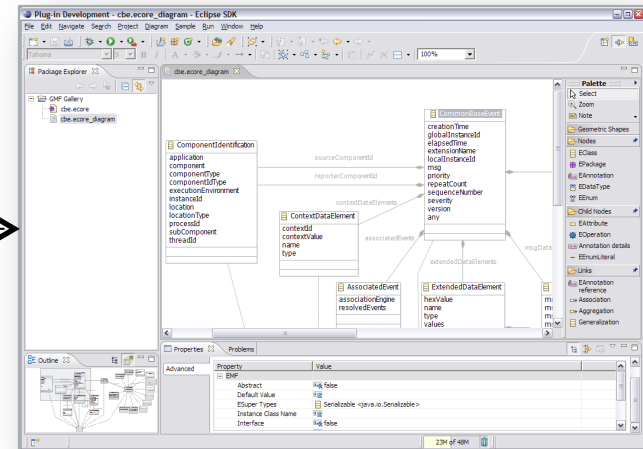 Plug-in Development - cbe.ecore_diagram - Eclipse SDK
File Edit Navigate Search Project Diagram Sample Run Window Help
Tahoma
100%
Package Explorer
GMF Gallery
cbe.ecore
cbe.ecore_diagram
cbe.ecore_diagram
CommonBaseEvent
creationTime
globalInstanceId
elapsedTime
extensionName
localInstanceId
msg
priority
repeatCount
sequenceNumber
severity
version
any
ComponentIdentification
application
component
componentType
componentIdType
executionEnvironment
instanceId
location
locationType
processId
subComponent
threadId
sourceComponentId
reporterComponentId
contextDataElements
ContextDataElement
contextId
contextValue
name
type
associatedEvents
msgData
extendedDataElements
AssociatedEvent
associationEngine
resolvedEvents
ExtendedDataElement
hexValue
name
type
values
Palette
Select
Zoom
Note
Geometric Shapes
Nodes
EClass
EPackage
EAnnotation
EDataType
EEnum
Child Nodes
EAttribute
EOperation
Annotation details
EEnumLiteral
Links
EAnnotation
reference
Association
Aggregation
Generalization
Outline
Properties Problems
Advanced
Property Value
EMF
Abstract false
Default Value
ESuper Types Serializable <java.io.Serializable>
Instance Class Name
Interface false
23M of 48M